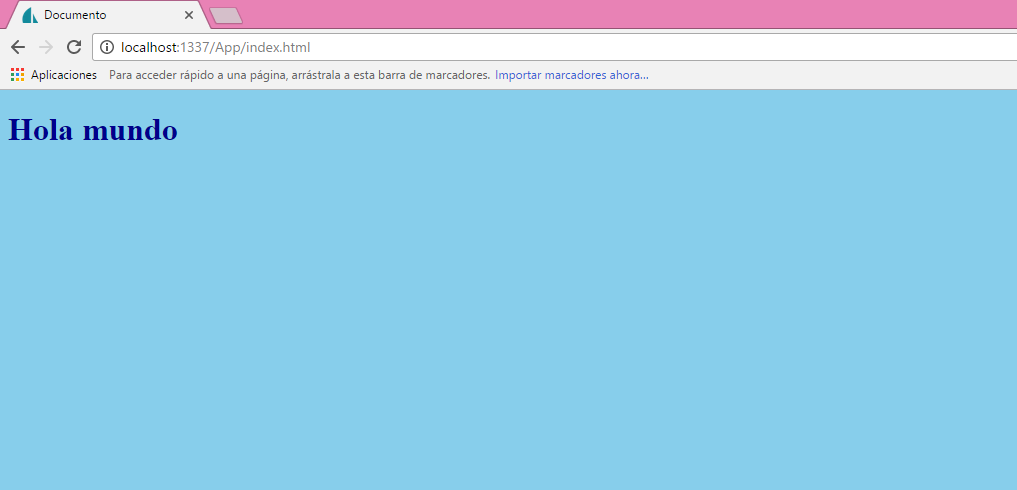 Documento
localhost:1337/App/index.html
Aplicaciones Para acceder rápido a una página, arrástrala a esta barra de marcadores. Importar marcadores ahora...
Hola mundo